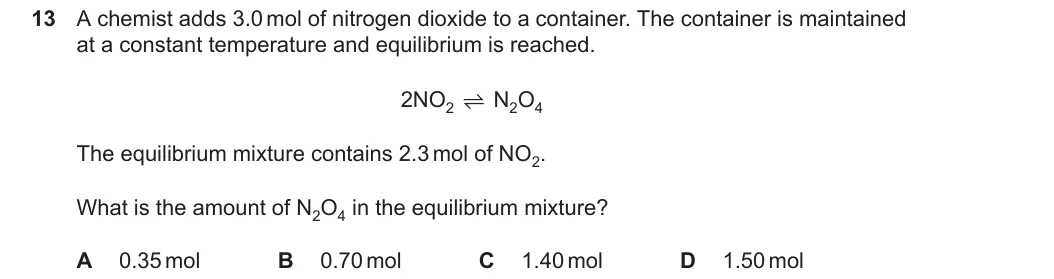 13 A chemist adds 3.0 mol of nitrogen dioxide to a container. The container is maintained
at a constant temperature and equilibrium is reached.
2NO₂ ⇌ N₂O₄
The equilibrium mixture contains 2.3 mol of NO₂.
What is the amount of N₂O₄ in the equilibrium mixture?
A 0.35 mol B 0.70 mol C 1.40 mol D 1.50 mol